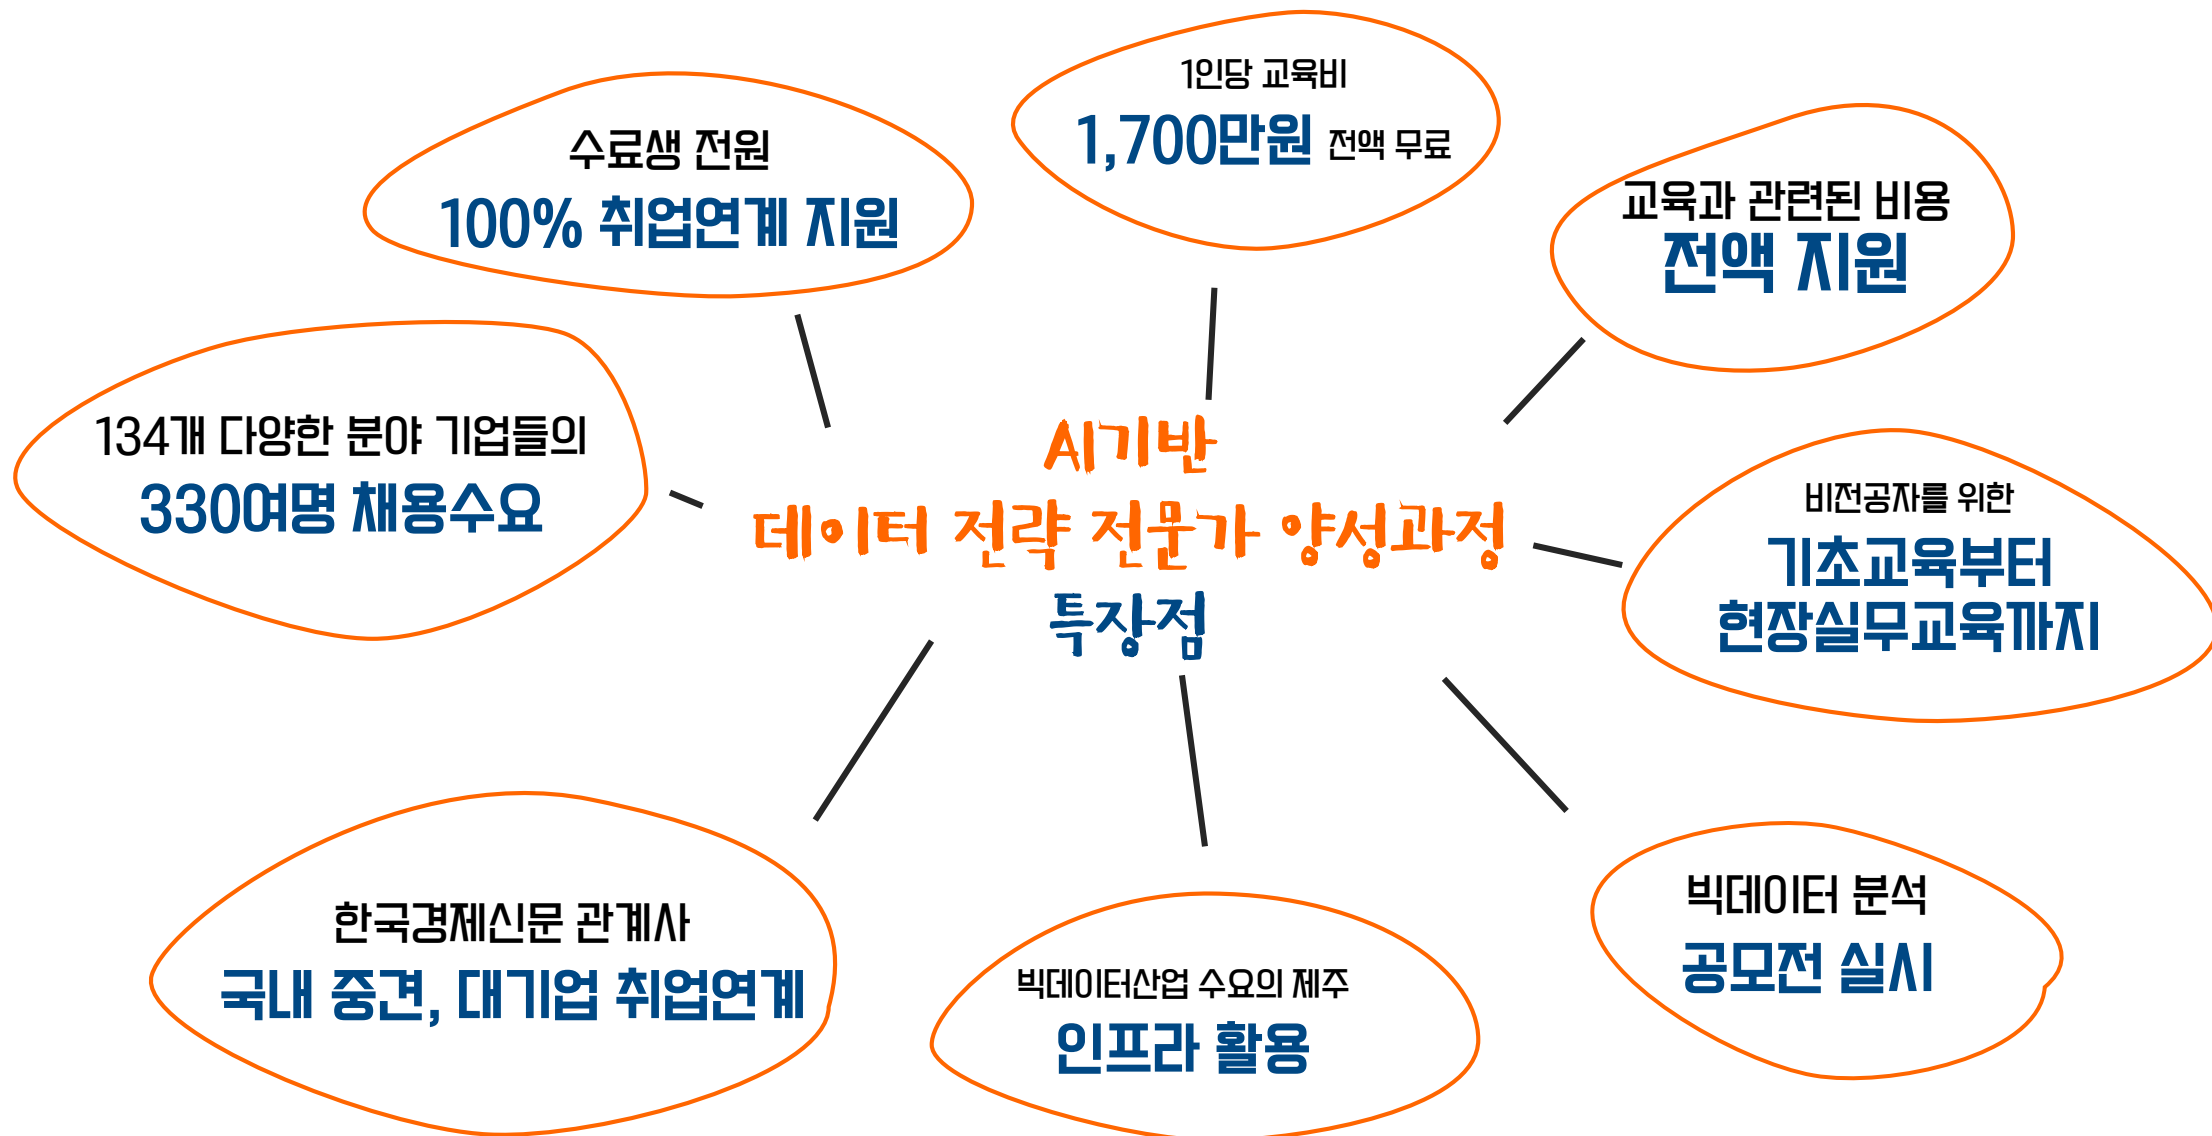 1인당 교육비
1,700만원 전액 무료
수료생 전원
100% 취업연계 지원
교육과 관련된 비용
전액 지원
134개 다양한 분야 기업들의
330여명 채용수요
AI기반
데이터 전략 전문가 양성과정
특장점
비전공자를 위한
기초교육부터
현장실무교육까지
한국경제신문 관계사
국내 중견, 대기업 취업연계
빅데이터산업 수요의 제주
인프라 활용
빅데이터 분석
공모전 실시